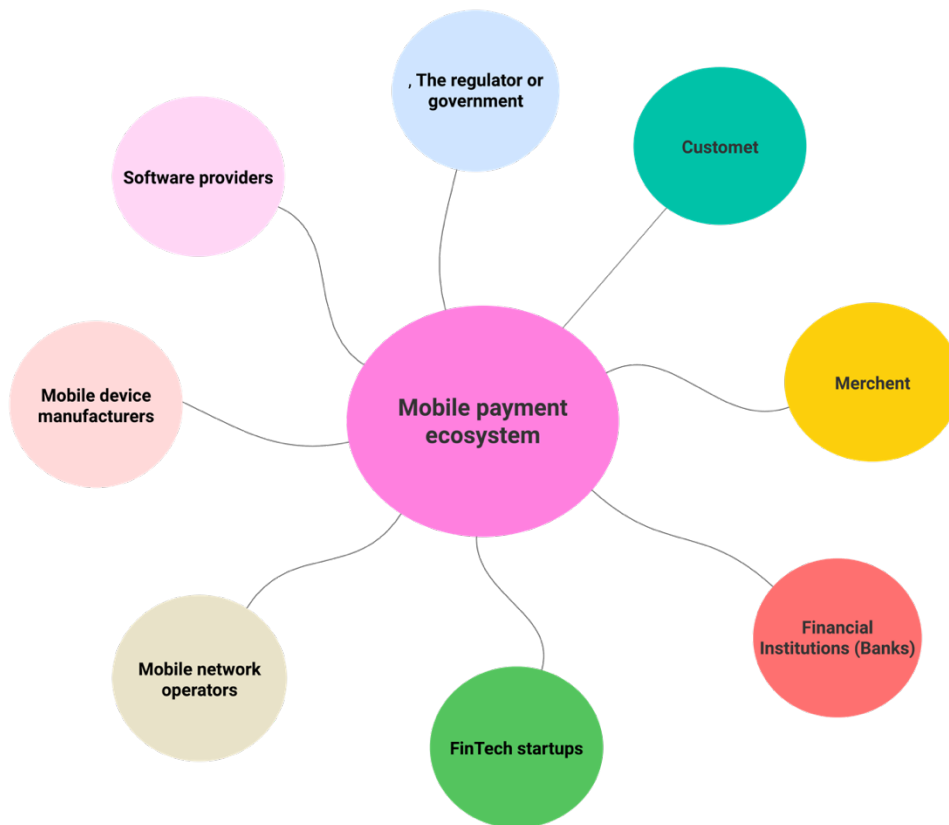 , The regulator or
government
Customet
Software providers
Merchent
Mobile device
manufacturers
Mobile payment
ecosystem
Financial
Institutions (Banks)
Mobile network
operators
FinTech startups